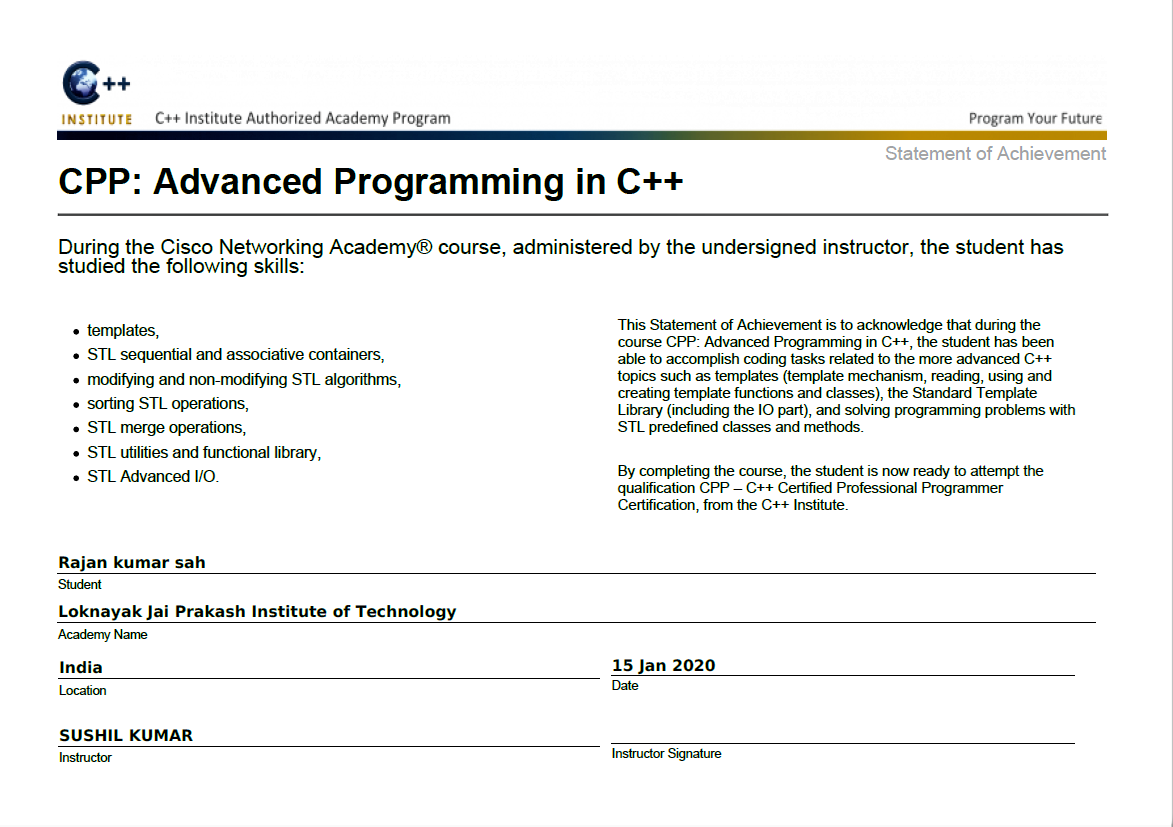 C++
INSTITUTE
C++ Institute Authorized Academy Program
Program Your Future
Statement of Achievement
CPP: Advanced Programming in C++
During the Cisco Networking Academy® course, administered by the undersigned instructor, the student has
studied the following skills:
• templates,
• STL sequential and associative containers,
• modifying and non-modifying STL algorithms,
• sorting STL operations,
• STL merge operations,
• STL utilities and functional library,
• STL Advanced I/O.
This Statement of Achievement is to acknowledge that during the
course CPP: Advanced Programming in C++, the student has been
able to accomplish coding tasks related to the more advanced C++
topics such as templates (template mechanism, reading, using and
creating template functions and classes), the Standard Template
Library (including the IO part), and solving programming problems with
STL predefined classes and methods.
By completing the course, the student is now ready to attempt the
qualification CPP – C++ Certified Professional Programmer
Certification, from the C++ Institute.
Rajan kumar sah
Student
Loknayak Jai Prakash Institute of Technology
Academy Name
India
Location
15 Jan 2020
Date
SUSHIL KUMAR
Instructor
Instructor Signature